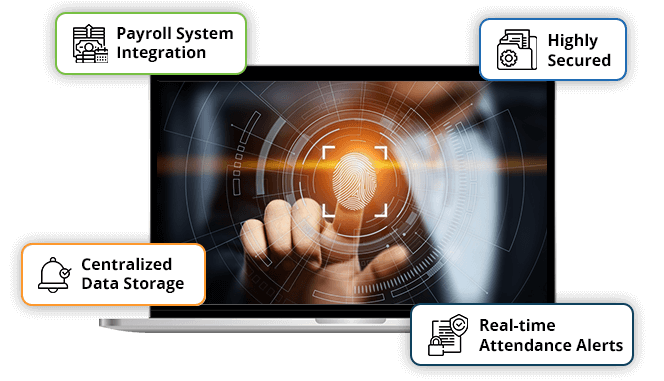 Payroll System
Integration
Highly
Secured
Centralized
Data Storage
Real-time
Attendance Alerts